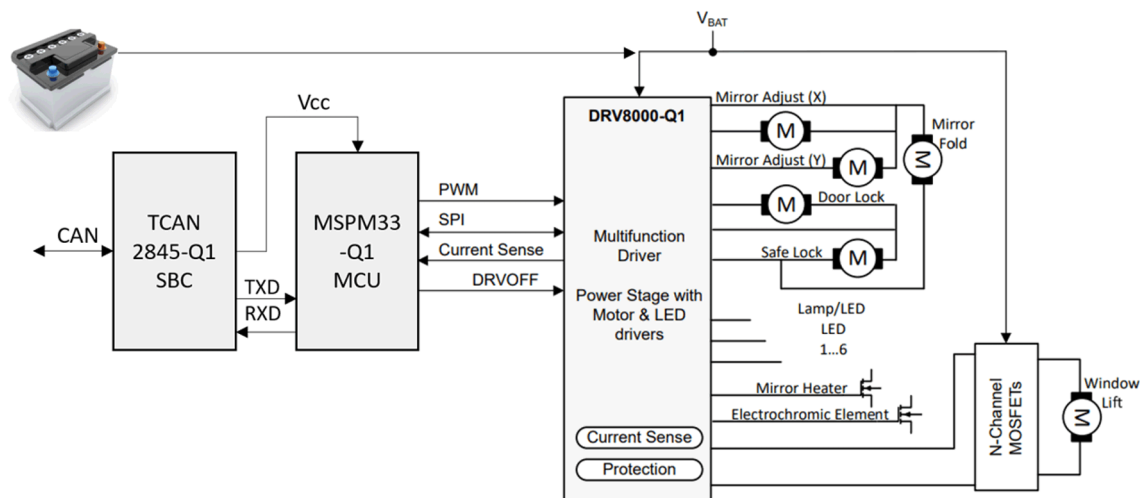 V BAT
Vcc
TCAN
2845-Q1
SBC
CAN
TXD
RXD
MSPM33
-Q1
MCU
PWM
SPI
Current Sense
DRVOFF
DRV8000-Q1
Multifunction
Driver
Power Stage with
Motor & LED
drivers
Current Sense
Protection
Mirror Adjust (X)
M
Mirror Adjust (Y)
M
M
Mirror
Fold
M
Door Lock
Safe Lock
M
Lamp/LED
LED
1...6
Mirror Heater
Electrochromic Element
N-Channel
MOSFETs
M
Window
Lift